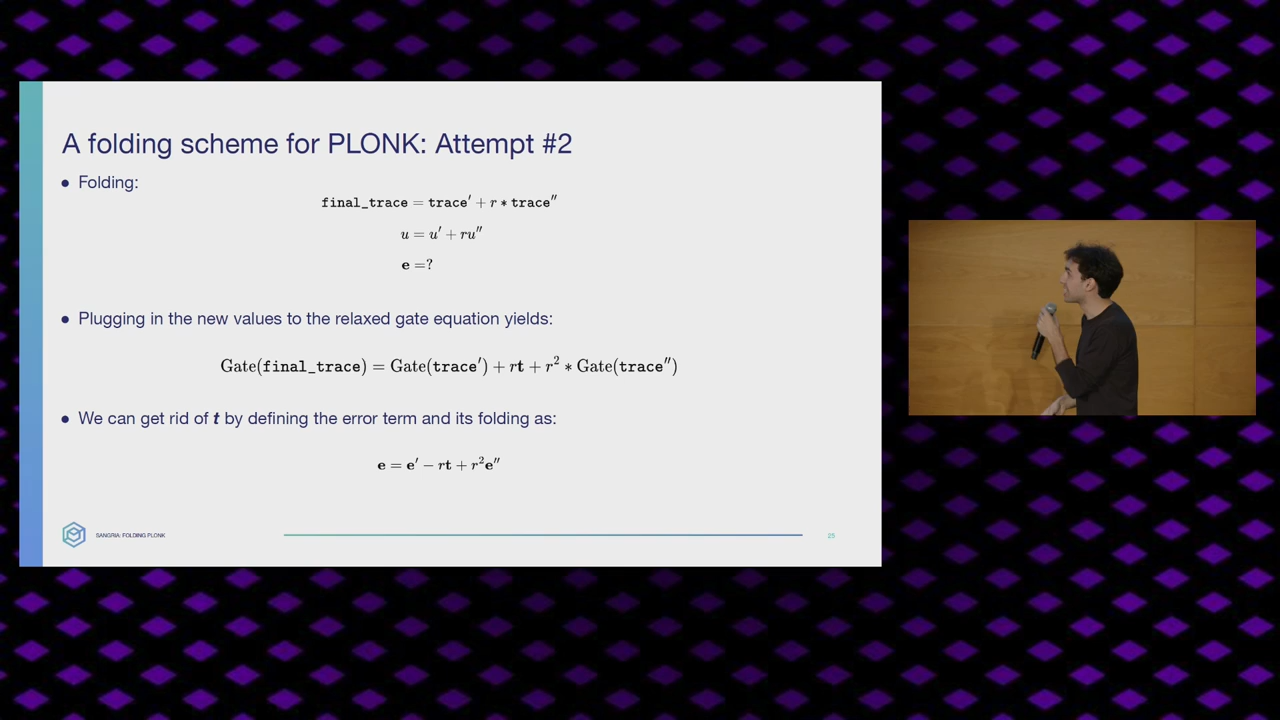 A folding scheme for PLONK: Attempt #2
● Folding:
final_trace = trace′ + r ∗ trace″
u = u′ + ru″
e =?
● Plugging in the new values to the relaxed gate equation yields:
Gate(final_trace) = Gate(trace′) + rt + r² ∗ Gate(trace″)
● We can get rid of t by defining the error term and its folding as:
e = e′ − rt + r²e″
SANGRIA: FOLDING PLONK
25